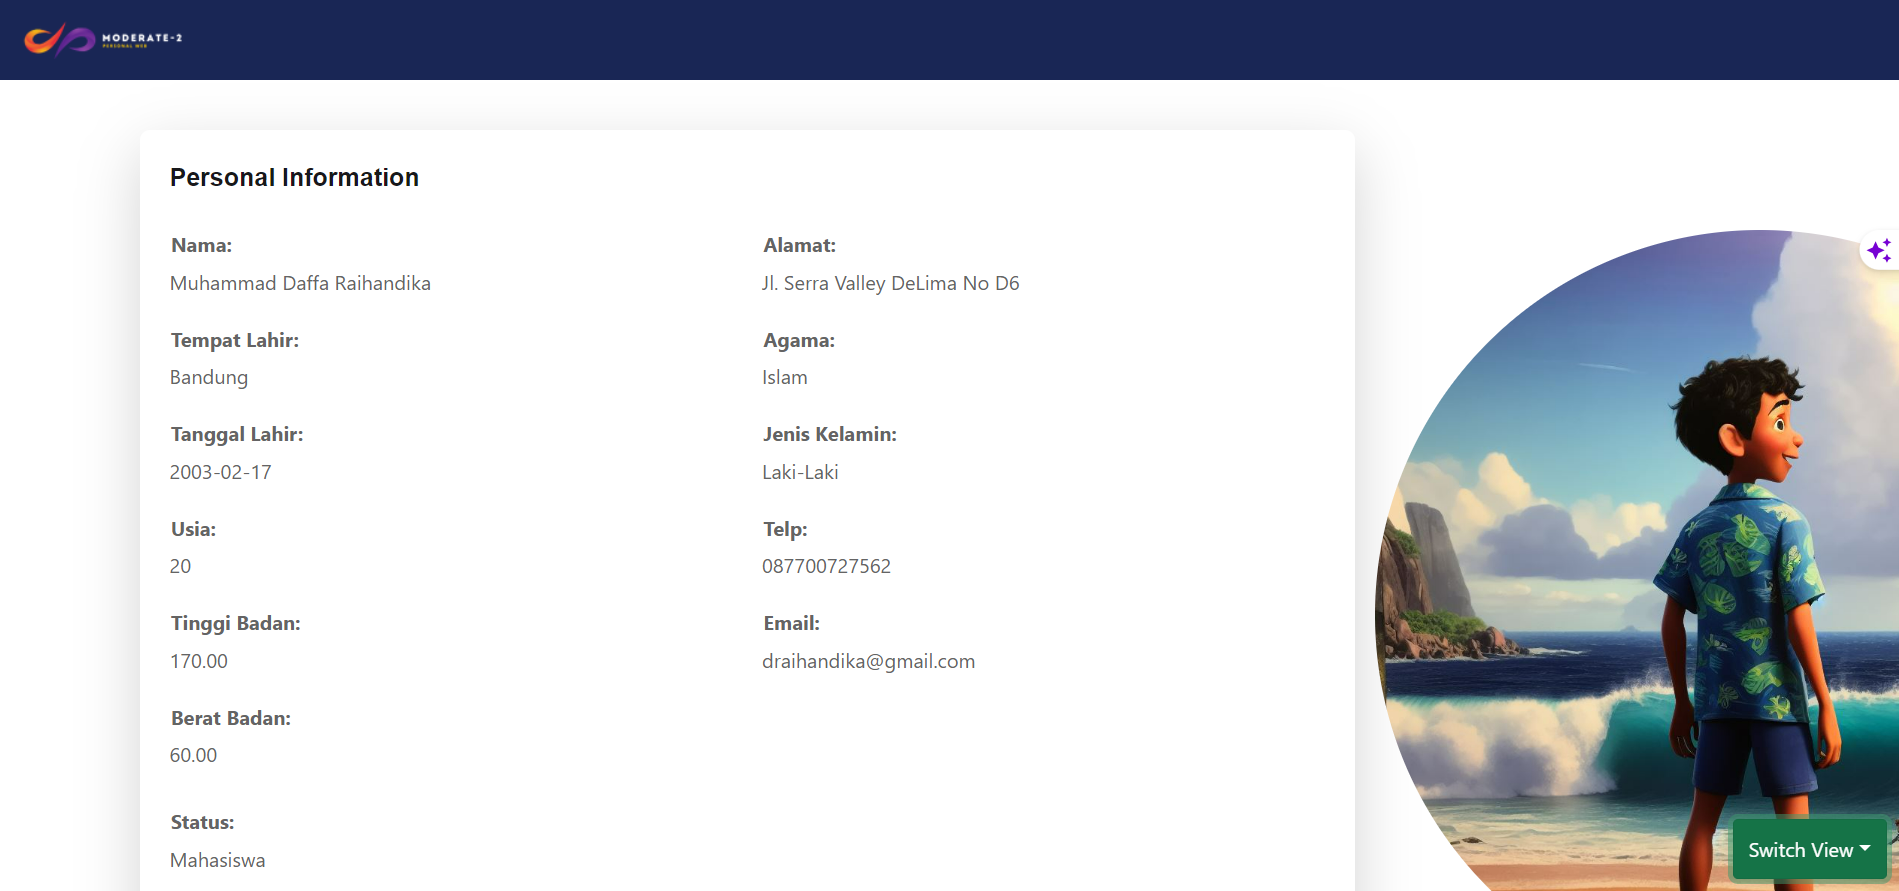 MODERATE-2
PERSONAL WEB
Personal Information
Nama:
Muhammad Daffa Raihandika
Tempat Lahir:
Bandung
Tanggal Lahir:
2003-02-17
Usia:
20
Tinggi Badan:
170.00
Berat Badan:
60.00
Status:
Mahasiswa
Alamat:
Jl. Serra Valley DeLima No D6
Agama:
Islam
Jenis Kelamin:
Laki-Laki
Telp:
087700727562
Email:
draihandika@gmail.com
Switch View